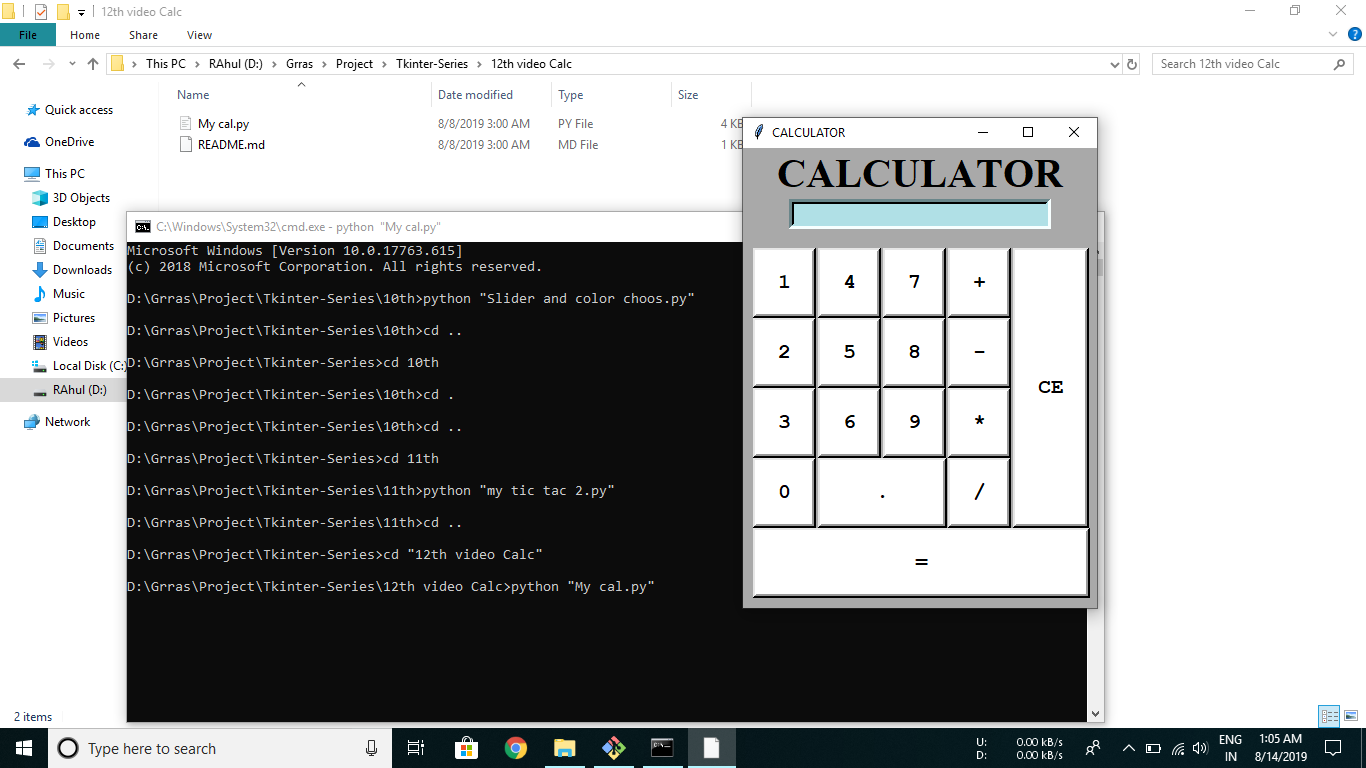 12th video Calc
File Home Share View
This PC RAhul (D:) Grras Project Tkinter-Series 12th video Calc Search 12th video Calc
Name Date modified Type Size
My cal.py 8/8/2019 3:00 AM PY File 4 KB
README.md 8/8/2019 3:00 AM MD File 1 KB
Quick access
OneDrive
This PC
3D Objects
Desktop
Documents
Downloads
Music
Pictures
Videos
Local Disk (C:)
RAhul (D:)
Network
2 items
C:\Windows\System32\cmd.exe - python  "My cal.py"
Microsoft Windows [Version 10.0.17763.615]
(c) 2018 Microsoft Corporation. All rights reserved.
D:\Grras\Project\Tkinter-Series\10th>python "Slider and color choos.py"
D:\Grras\Project\Tkinter-Series\10th>cd ..
D:\Grras\Project\Tkinter-Series>cd 10th
D:\Grras\Project\Tkinter-Series\10th>cd .
D:\Grras\Project\Tkinter-Series\10th>cd ..
D:\Grras\Project\Tkinter-Series>cd 11th
D:\Grras\Project\Tkinter-Series\11th>python "my tic tac 2.py"
D:\Grras\Project\Tkinter-Series\11th>cd ..
D:\Grras\Project\Tkinter-Series>cd "12th video Calc"
D:\Grras\Project\Tkinter-Series\12th video Calc>python "My cal.py"
CALCULATOR
CALCULATOR
1 4 7 +
2 5 8 -
CE
3 6 9 *
0 . /
=
Type here to search
U: 0.00 kB/s
D: 0.00 kB/s
ENG
IN
1:05 AM
8/14/2019